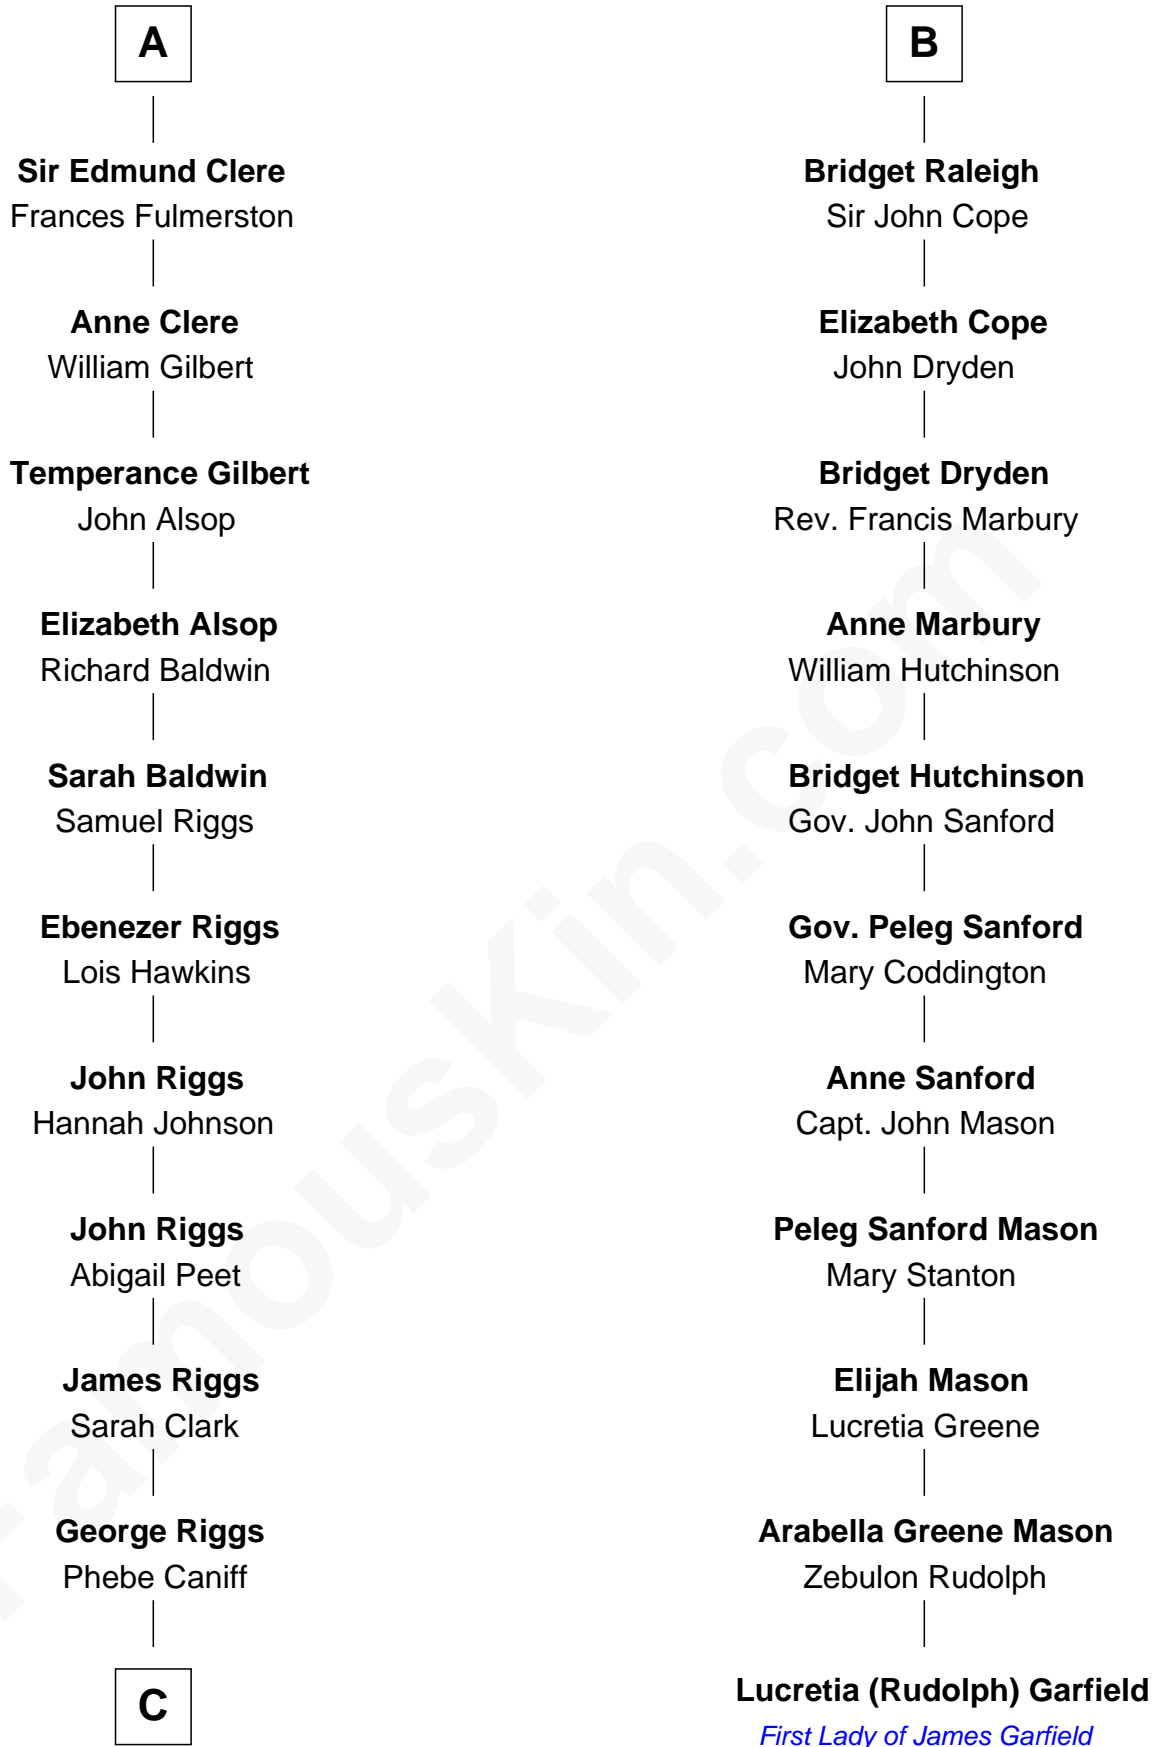 A
Sir Edmund Clere
Frances Fulmerston
Anne Clere
William Gilbert
Temperance Gilbert
John Alsop
Elizabeth Alsop
Richard Baldwin
Sarah Baldwin
Samuel Riggs
Ebenezer Riggs
Lois Hawkins
John Riggs
Hannah Johnson
John Riggs
Abigail Peet
James Riggs
Sarah Clark
George Riggs
Phebe Caniff
C
B
Bridget Raleigh
Sir John Cope
Elizabeth Cope
John Dryden
Bridget Dryden
Rev. Francis Marbury
Anne Marbury
William Hutchinson
Bridget Hutchinson
Gov. John Sanford
Gov. Peleg Sanford
Mary Coddington
Anne Sanford
Capt. John Mason
Peleg Sanford Mason
Mary Stanton
Elijah Mason
Lucretia Greene
Arabella Greene Mason
Zebulon Rudolph
Lucretia (Rudolph) Garfield
First Lady of James Garfield
FamousKin.com